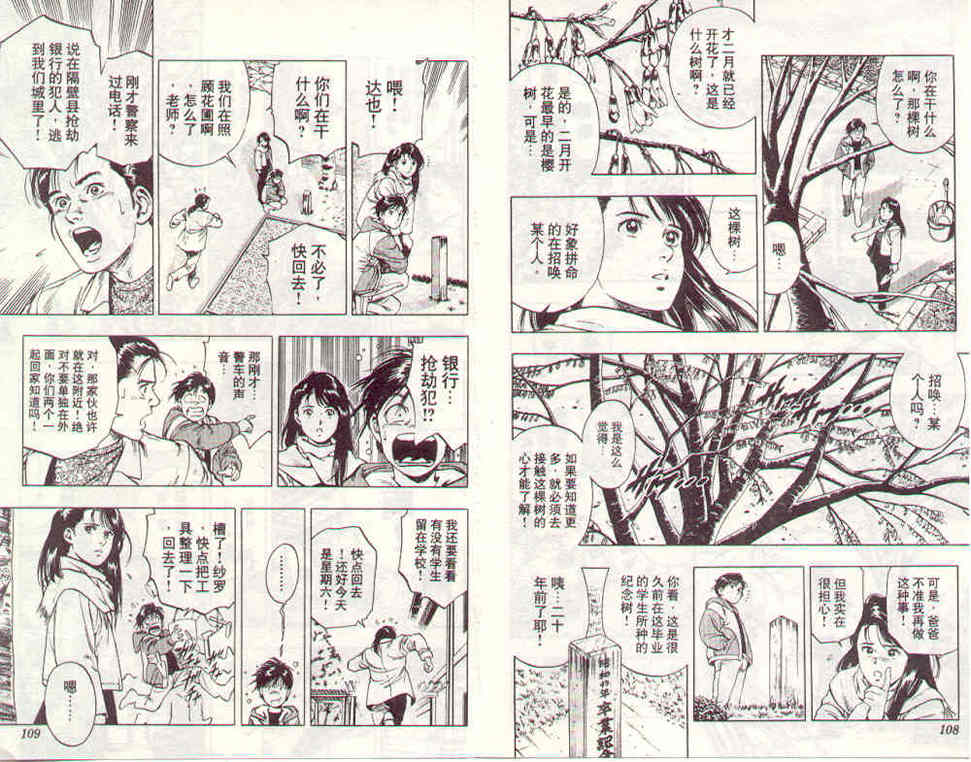 你在干什么
啊，那棵树
怎么了？
嗯…
才二月就已经
开花了，这是
什么树啊？
是的，二月开
花最早的是樱
树，可是…
这棵树…
好象拼命
的在招唤
某个人。
招唤…某
个人吗？
我是这么
觉得…
如果要知道更
多，就必须去
接触这棵树的
心才能了解！
可是，爸爸
不准我再做
这种事！
但我实在
很担心！
你看，这是很
久前在这毕业
的学生所种的
纪念树！
咦…二十
年前了耶！
卒業記念
108
喂！
达也！
你们在干
什么啊？
我们在照
顾花圃啊
，怎么了
，老师？
不必了，
快回去！
刚才警察来
过电话！
说在隔壁县抢劫
银行的犯人，逃
到我们城里了！
银行…
抢劫犯！？
那刚才…
警车的声
音…
对，那家伙也许
就在这附近！绝
对不要单独在外
面，你们两个一
起回家知道吗！
我还要看看
有没有学生
留在学校！
快点回去
！还好今天
是星期六！
………
糟了！纱罗
，快点把工
具整理一下
回去了！
嗯……
109